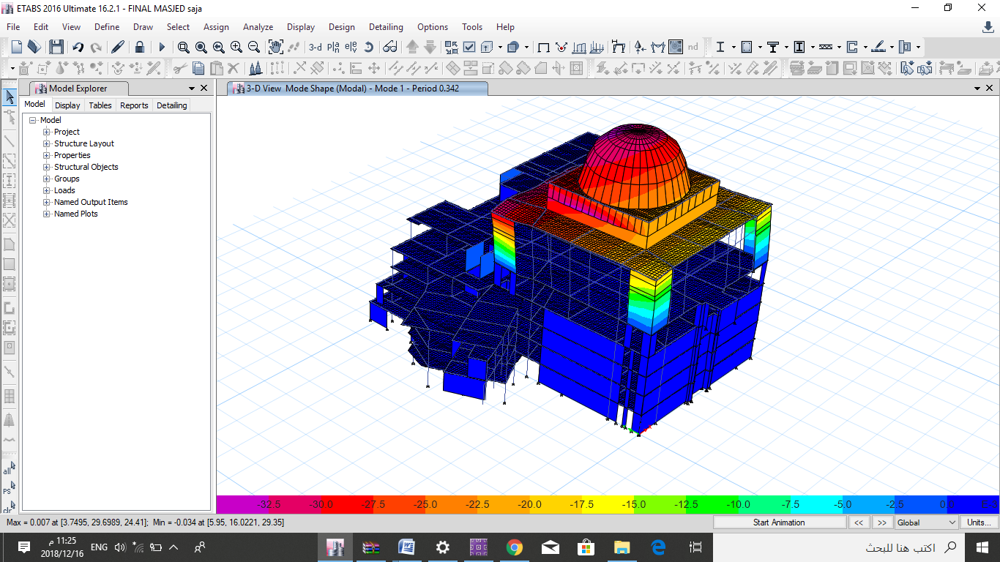 ETABS 2016 Ultimate 16.2.1 - FINAL MASJED saja
File Edit View Define Draw Select Assign Analyze Display Design Detailing Options Tools Help
3-d plan elev nd
Model Explorer
3-D View Mode Shape (Modal) - Mode 1 - Period 0.342
Model Display Tables Reports Detailing
Model
Project
Structure Layout
Properties
Structural Objects
Groups
Loads
Named Output Items
Named Plots
all
PS
clr
-32.5 -30.0 -27.5 -25.0 -22.5 -20.0 -17.5 -15.0 -12.5 -10.0 -7.5 -5.0 -2.5 0.0 E-3
Max = 0.007 at [3.7495, 29.6989, 24.41]; Min = -0.034 at [5.95, 16.0221, 29.35]
Start Animation << >> Global Units...
11:25 م
ENG
2018/12/16
اكتب هنا للبحث